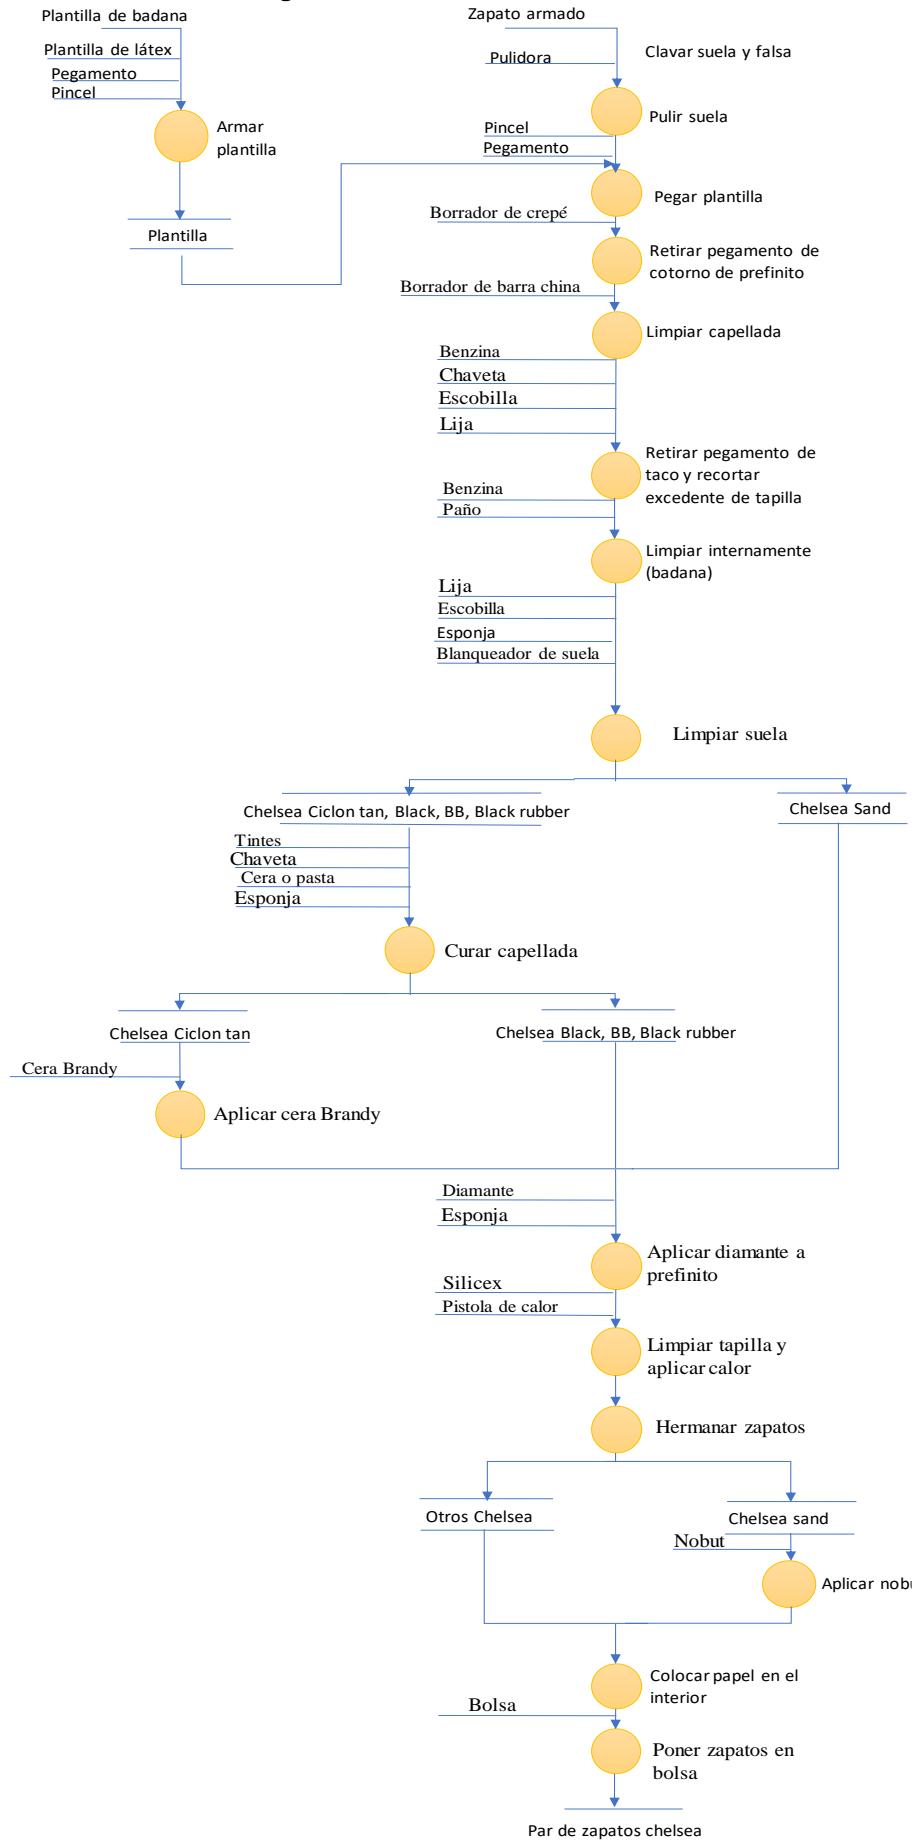 Plantilla de badana
Zapato armado
Plantilla de látex
Pulidora
Clavar suela y falsa
Pegamento
Pincel
Armar
plantilla
Pulir suela
Pincel
Pegamento
Pegar plantilla
Plantilla
Borrador de crepé
Retirar pegamento de
cotorno de prefinito
Borrador de barra china
Limpiar capellada
Benzina
Chaveta
Escobilla
Lija
Retirar pegamento de
taco y recortar
excedente de tapilla
Benzina
Paño
Limpiar internamente
(badana)
Lija
Escobilla
Esponja
Blanqueador de suela
Limpiar suela
Chelsea Ciclon tan, Black, BB, Black rubber
Chelsea Sand
Tintes
Chaveta
Cera o pasta
Esponja
Curar capellada
Chelsea Ciclon tan
Chelsea Black, BB, Black rubber
Cera Brandy
Aplicar cera Brandy
Diamante
Esponja
Aplicar diamante a
prefinito
Silicex
Pistola de calor
Limpiar tapilla y
aplicar calor
Hermanar zapatos
Otros Chelsea
Chelsea sand
Nobut
Aplicar nobu
Colocar papel en el
interior
Bolsa
Poner zapatos en
bolsa
Par de zapatos chelsea